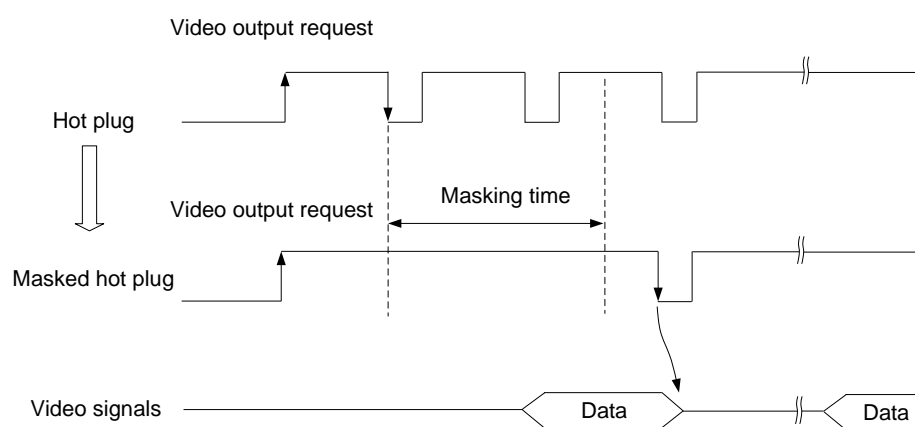 Video output request
Hot plug
Masking time
Video output request
Masked hot plug
Video signals
Data
Data